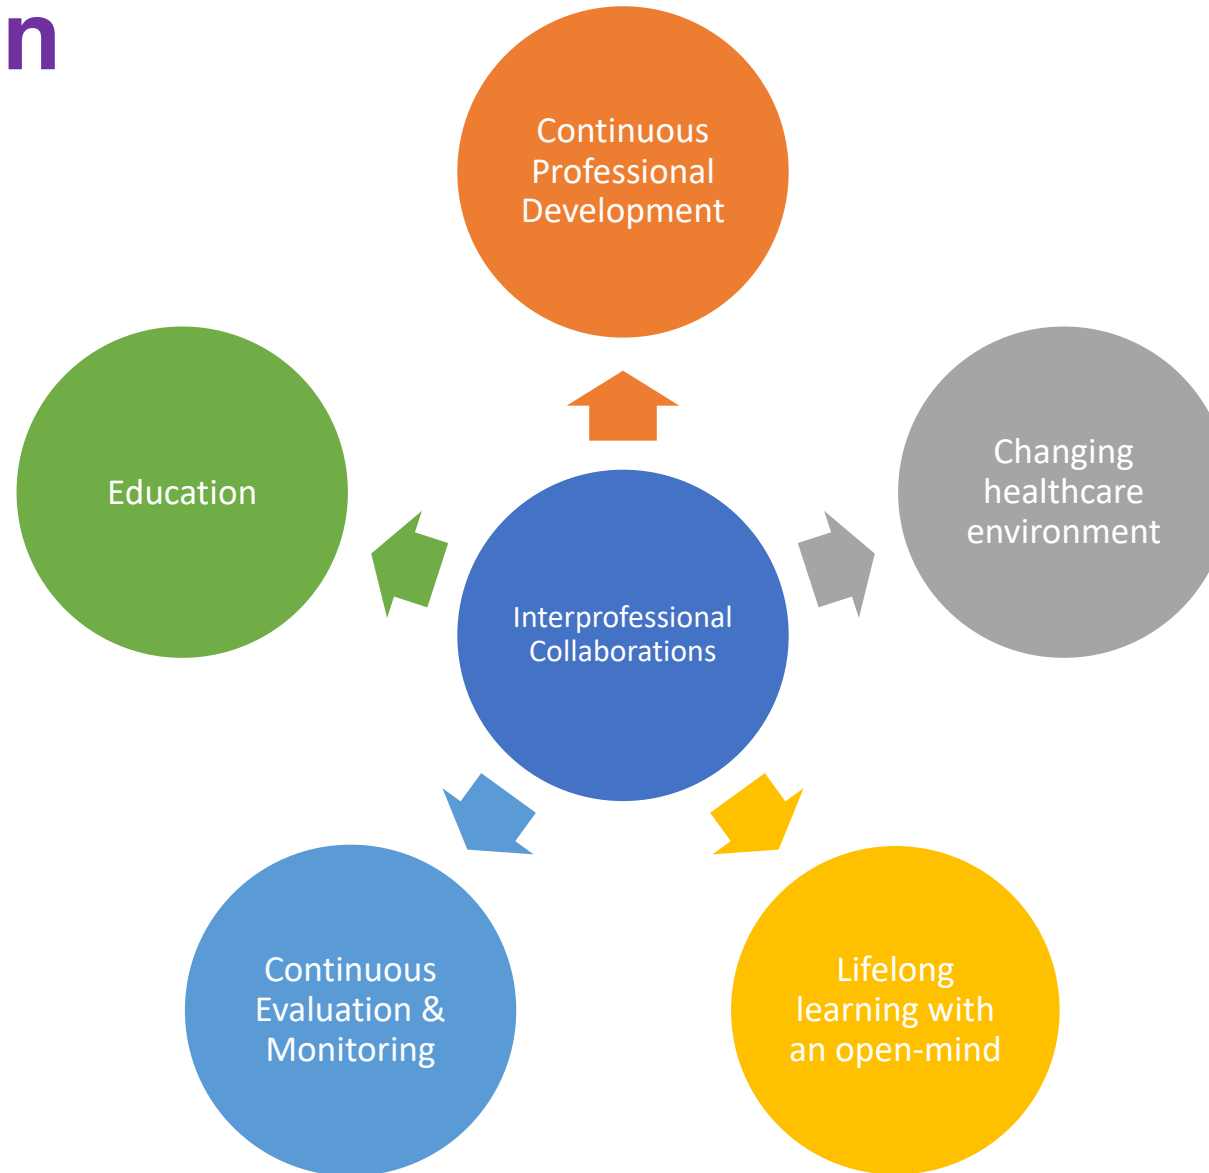 n
Continuous
Professional
Development
Changing
healthcare
environment
Education
Interprofessional
Collaborations
Continuous
Evaluation &
Monitoring
Lifelong
learning with
an open-mind